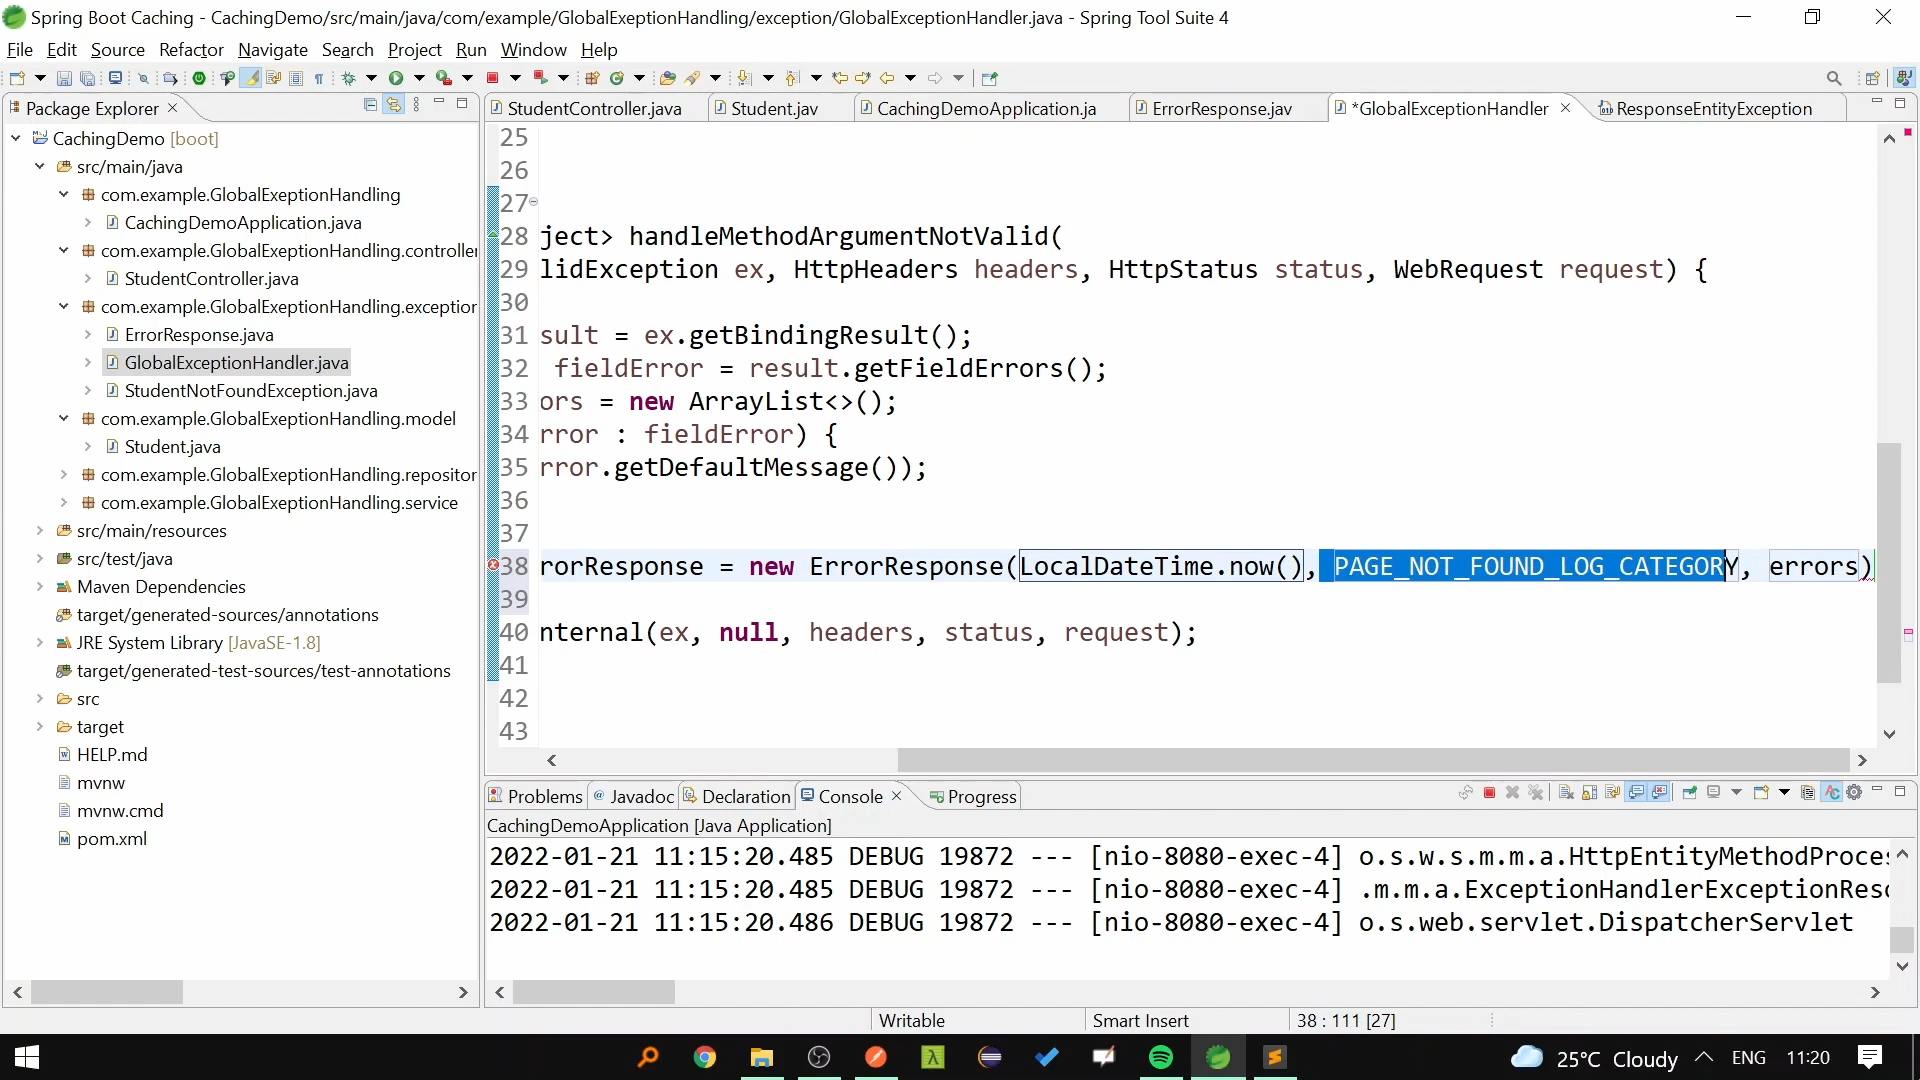 Spring Boot Caching - CachingDemo/src/main/java/com/example/GlobalExeptionHandling/exception/GlobalExceptionHandler.java - Spring Tool Suite 4
File Edit Source Refactor Navigate Search Project Run Window Help
Package Explorer
CachingDemo [boot]
src/main/java
com.example.GlobalExeptionHandling
CachingDemoApplication.java
com.example.GlobalExeptionHandling.controller
StudentController.java
com.example.GlobalExeptionHandling.exception
ErrorResponse.java
GlobalExceptionHandler.java
StudentNotFoundException.java
com.example.GlobalExeptionHandling.model
Student.java
com.example.GlobalExeptionHandling.repositor
com.example.GlobalExeptionHandling.service
src/main/resources
src/test/java
Maven Dependencies
target/generated-sources/annotations
JRE System Library [JavaSE-1.8]
target/generated-test-sources/test-annotations
src
target
HELP.md
mvnw
mvnw.cmd
pom.xml
StudentController.java Student.jav CachingDemoApplication.ja ErrorResponse.jav *GlobalExceptionHandler ResponseEntityException
25
26
27
28 ject> handleMethodArgumentNotValid(
29 lidException ex, HttpHeaders headers, HttpStatus status, WebRequest request) {
30
31 sult = ex.getBindingResult();
32 fieldError = result.getFieldErrors();
33 ors = new ArrayList<>();
34 rror : fieldError) {
35 rror.getDefaultMessage());
36
37
38 rorResponse = new ErrorResponse(LocalDateTime.now(), PAGE_NOT_FOUND_LOG_CATEGORY, errors)
39
40 nternal(ex, null, headers, status, request);
41
42
43
Problems Javadoc Declaration Console Progress
CachingDemoApplication [Java Application]
2022-01-21 11:15:20.485 DEBUG 19872 --- [nio-8080-exec-4] o.s.w.s.m.m.a.HttpEntityMethodProces
2022-01-21 11:15:20.485 DEBUG 19872 --- [nio-8080-exec-4] .m.m.a.ExceptionHandlerExceptionReso
2022-01-21 11:15:20.486 DEBUG 19872 --- [nio-8080-exec-4] o.s.web.servlet.DispatcherServlet
Writable Smart Insert 38 : 111 [27]
25°C Cloudy ENG 11:20